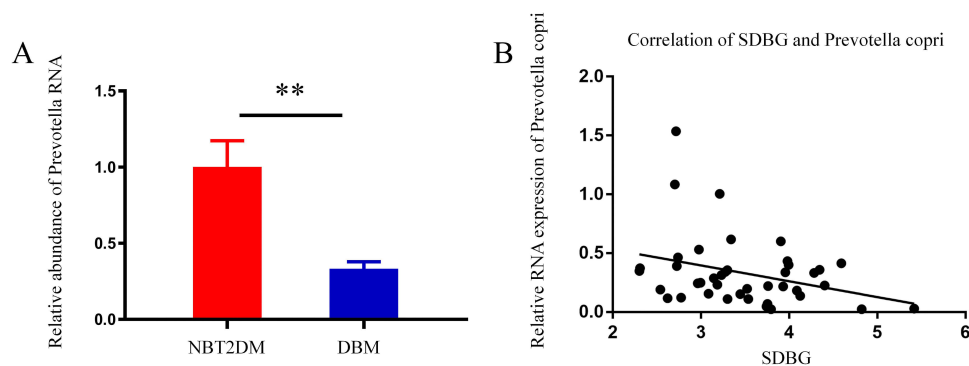 A
Relative abundance of Prevotella RNA
1.5
1.0
0.5
0.0
**
NBT2DM
DBM
B
Correlation of SDBG and Prevotella copri
Relative RNA expression of Prevotella copri
2.0
1.5
1.0
0.5
0.0
2 3 4 5 6
SDBG